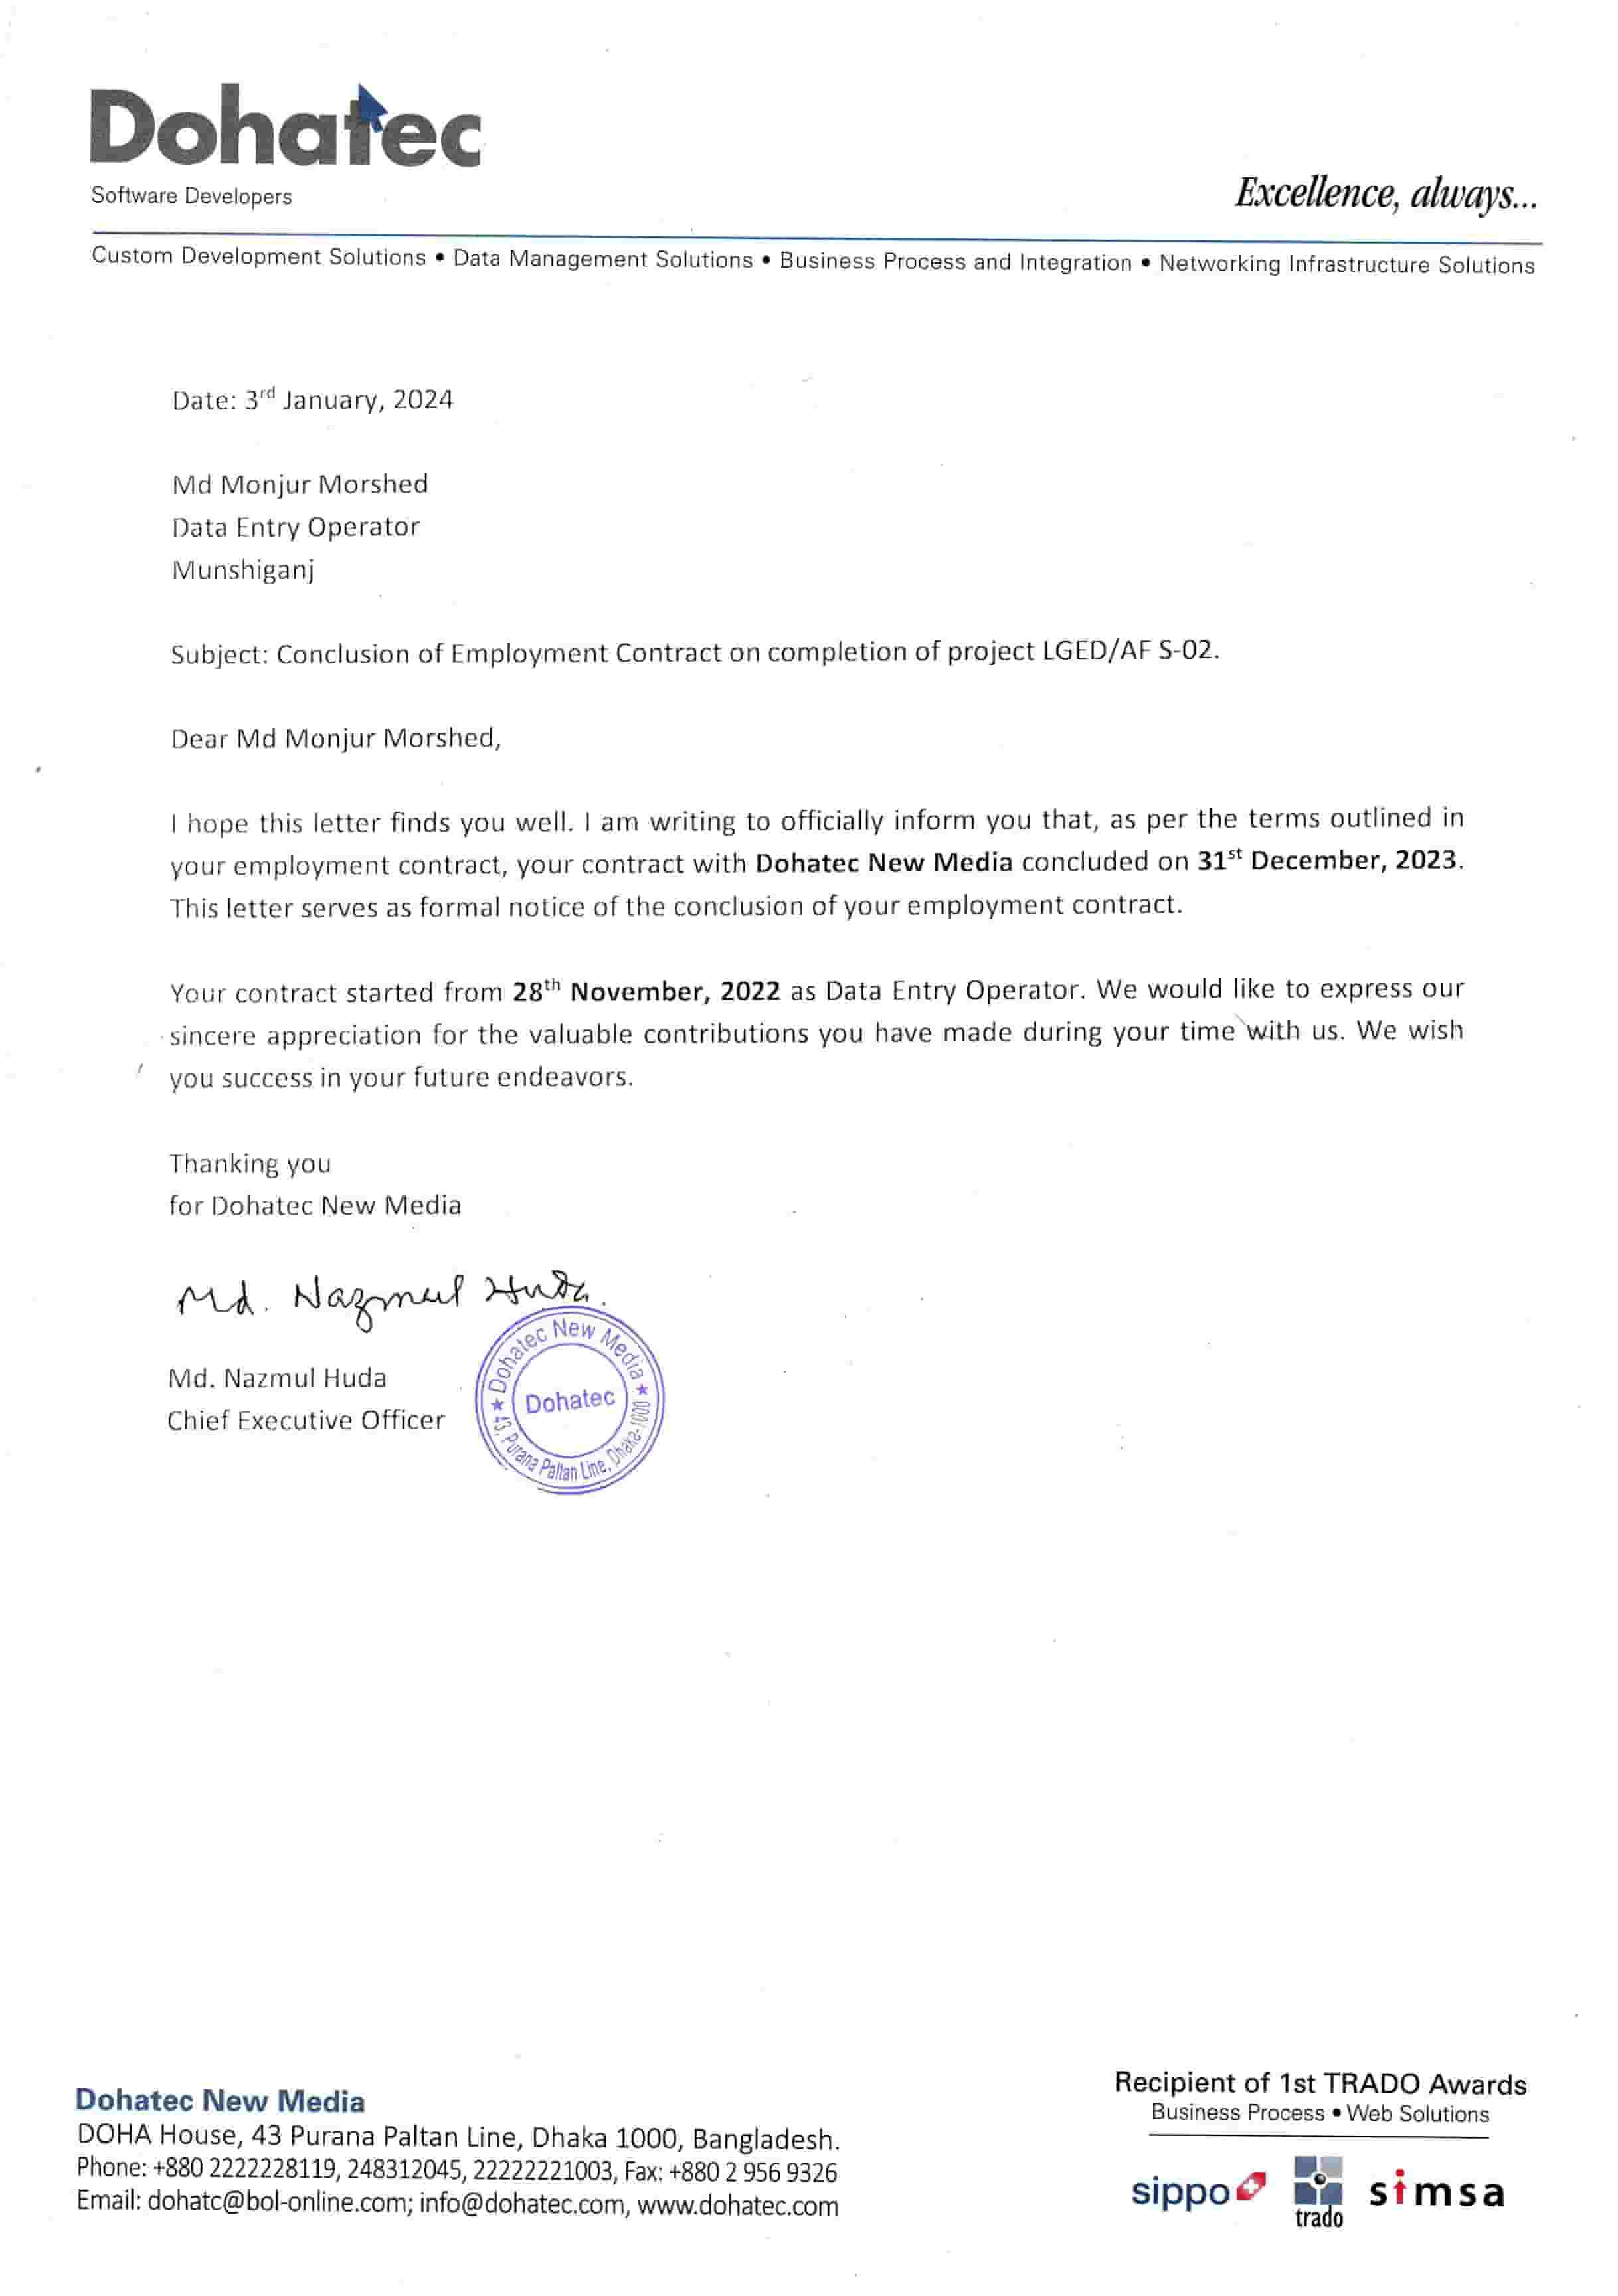 Dohatec
Software Developers
Excellence, always...
Custom Development Solutions • Data Management Solutions • Business Process and Integration • Networking Infrastructure Solutions
Date: 3rd January, 2024
Md Monjur Morshed
Data Entry Operator
Munshiganj
Subject: Conclusion of Employment Contract on completion of project LGED/AF S-02.
Dear Md Monjur Morshed,
I hope this letter finds you well. I am writing to officially inform you that, as per the terms outlined in
your employment contract, your contract with Dohatec New Media concluded on 31st December, 2023.
This letter serves as formal notice of the conclusion of your employment contract.
Your contract started from 28th November, 2022 as Data Entry Operator. We would like to express our
sincere appreciation for the valuable contributions you have made during your time with us. We wish
you success in your future endeavors.
Thanking you
for Dohatec New Media
Md. Nazmul Huda.
Md. Nazmul Huda
Chief Executive Officer
★ Dohatec New Media ★
Dohatec
43, Purana Paltan Line, Dhaka-1000
Dohatec New Media
DOHA House, 43 Purana Paltan Line, Dhaka 1000, Bangladesh.
Phone: +880 2222228119, 248312045, 22222221003, Fax: +880 2 956 9326
Email: dohatc@bol-online.com; info@dohatec.com, www.dohatec.com
Recipient of 1st TRADO Awards
Business Process • Web Solutions
sippo
trado
simsa